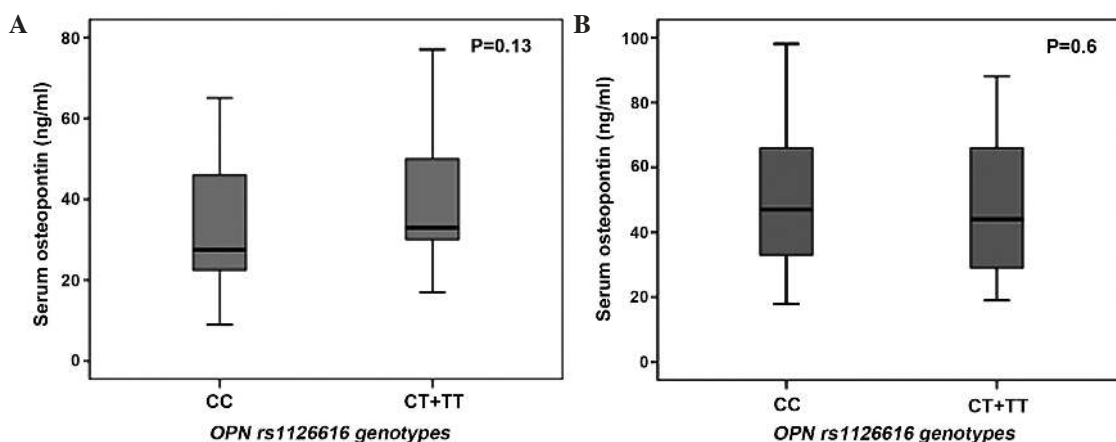 A
Serum osteopontin (ng/ml)
80
60
40
20
0
P=0.13
CC
CT+TT
OPN rs1126616 genotypes
B
Serum osteopontin (ng/ml)
100
80
60
40
20
0
P=0.6
CC
CT+TT
OPN rs1126616 genotypes